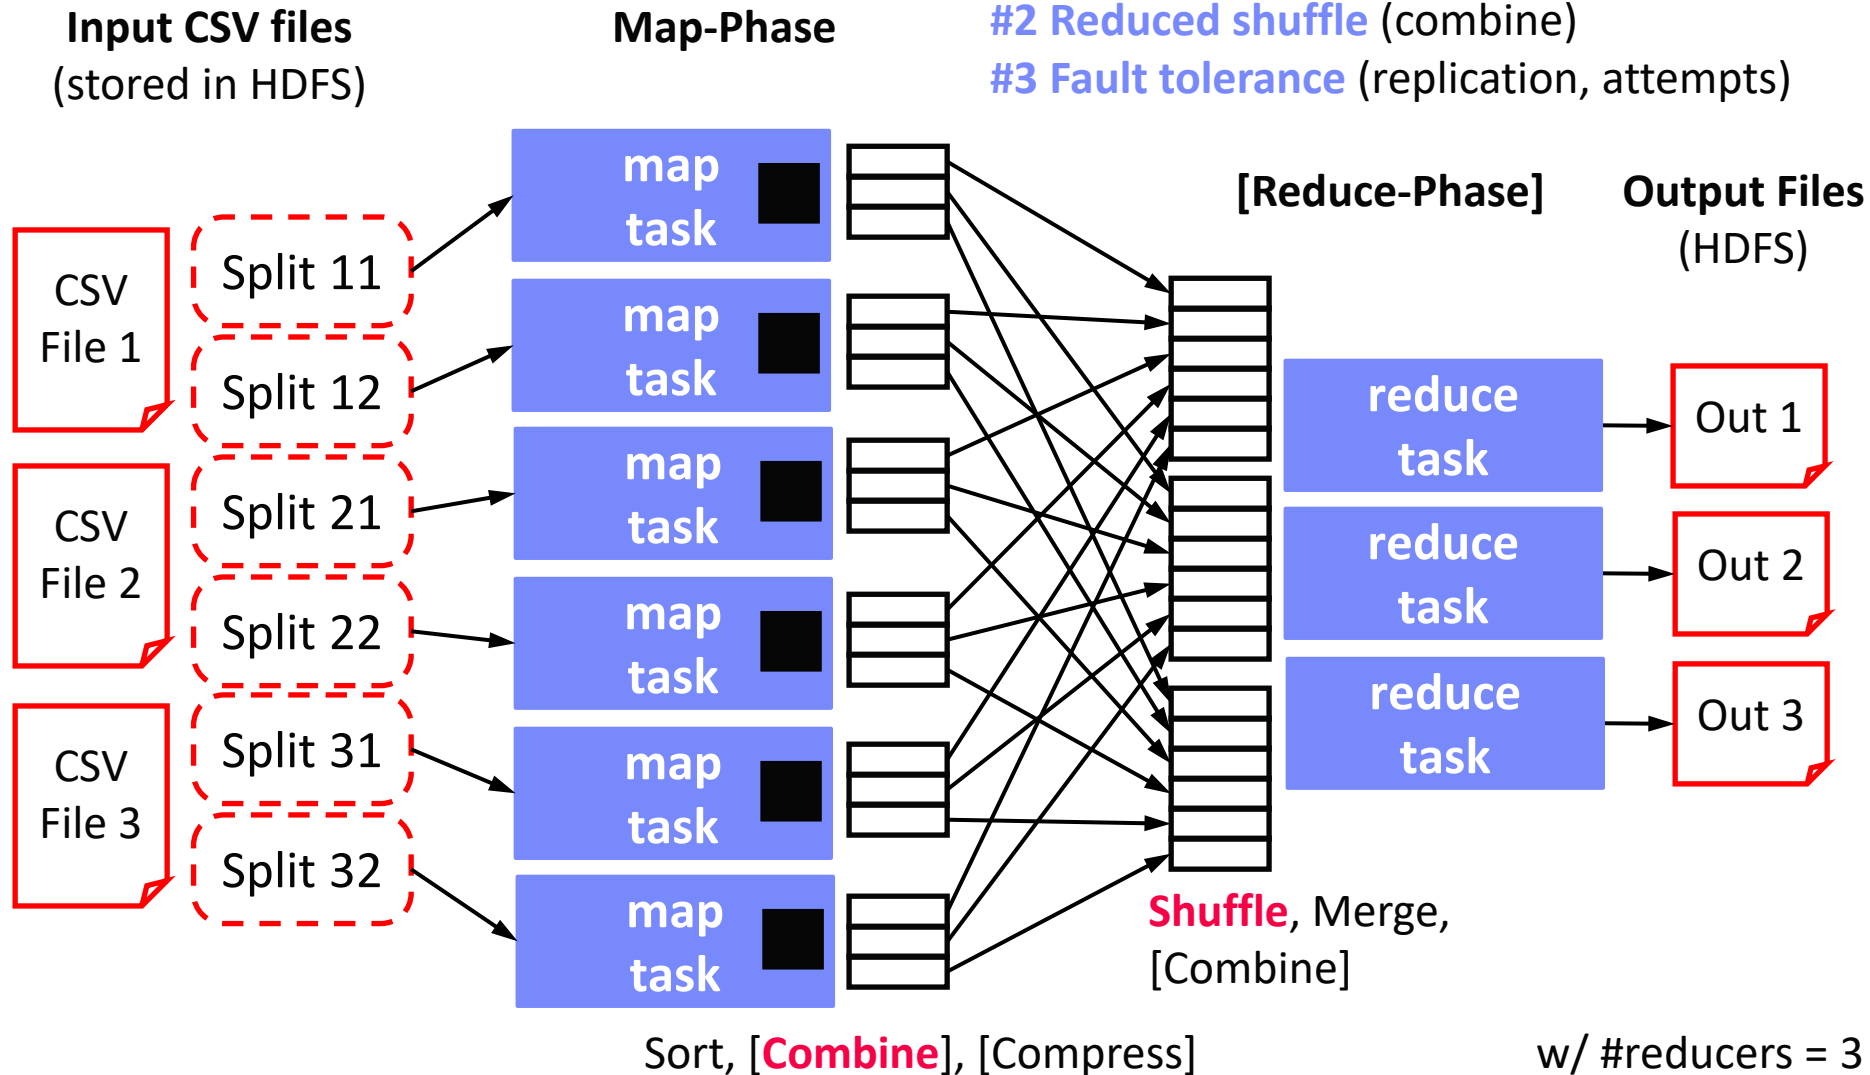 Input CSV files
(stored in HDFS)
Map-Phase
#2 Reduced shuffle (combine)
#3 Fault tolerance (replication, attempts)
[Reduce-Phase]
Output Files
(HDFS)
CSV
File 1
CSV
File 2
CSV
File 3
Split 11
Split 12
Split 21
Split 22
Split 31
Split 32
map
task
map
task
map
task
map
task
map
task
map
task
reduce
task
reduce
task
reduce
task
Out 1
Out 2
Out 3
Shuffle, Merge,
[Combine]
Sort, [Combine], [Compress]
w/ #reducers = 3